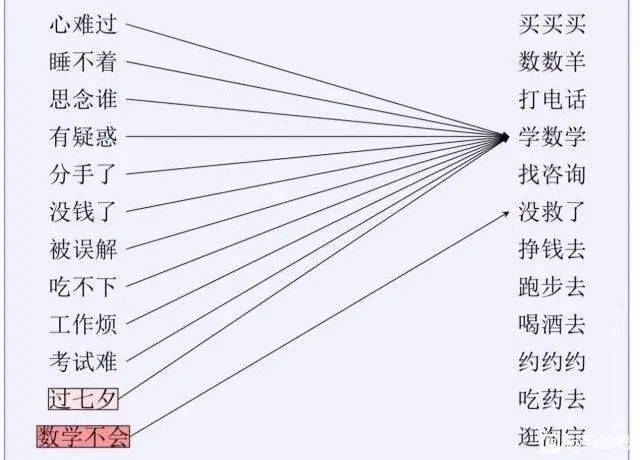 心难过 买买买
睡不着 数数羊
思念谁 打电话
有疑惑 学数学
分手了 找咨询
没钱了 没救了
被误解 挣钱去
吃不下 跑步去
工作烦 喝酒去
考试难 约约约
过七夕 吃药去
数学不会 逛淘宝